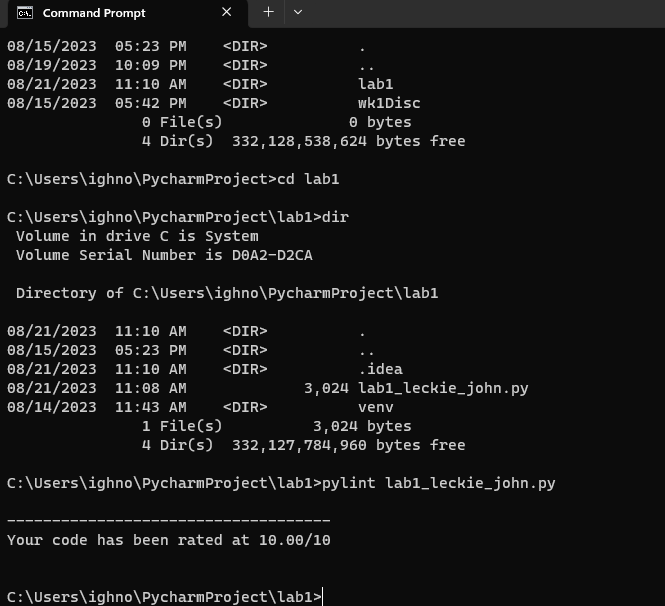 Command Prompt
08/15/2023  05:23 PM    <DIR>          .
08/19/2023  10:09 PM    <DIR>          ..
08/21/2023  11:10 AM    <DIR>          lab1
08/15/2023  05:42 PM    <DIR>          wk1Disc
               0 File(s)              0 bytes
               4 Dir(s)  332,128,538,624 bytes free
C:\Users\ighno\PycharmProject>cd lab1
C:\Users\ighno\PycharmProject\lab1>dir
 Volume in drive C is System
 Volume Serial Number is D0A2-D2CA
 Directory of C:\Users\ighno\PycharmProject\lab1
08/21/2023  11:10 AM    <DIR>          .
08/15/2023  05:23 PM    <DIR>          ..
08/21/2023  11:10 AM    <DIR>          .idea
08/21/2023  11:08 AM             3,024 lab1_leckie_john.py
08/14/2023  11:43 AM    <DIR>          venv
               1 File(s)          3,024 bytes
               4 Dir(s)  332,127,784,960 bytes free
C:\Users\ighno\PycharmProject\lab1>pylint lab1_leckie_john.py
------------------------------------
Your code has been rated at 10.00/10
C:\Users\ighno\PycharmProject\lab1>